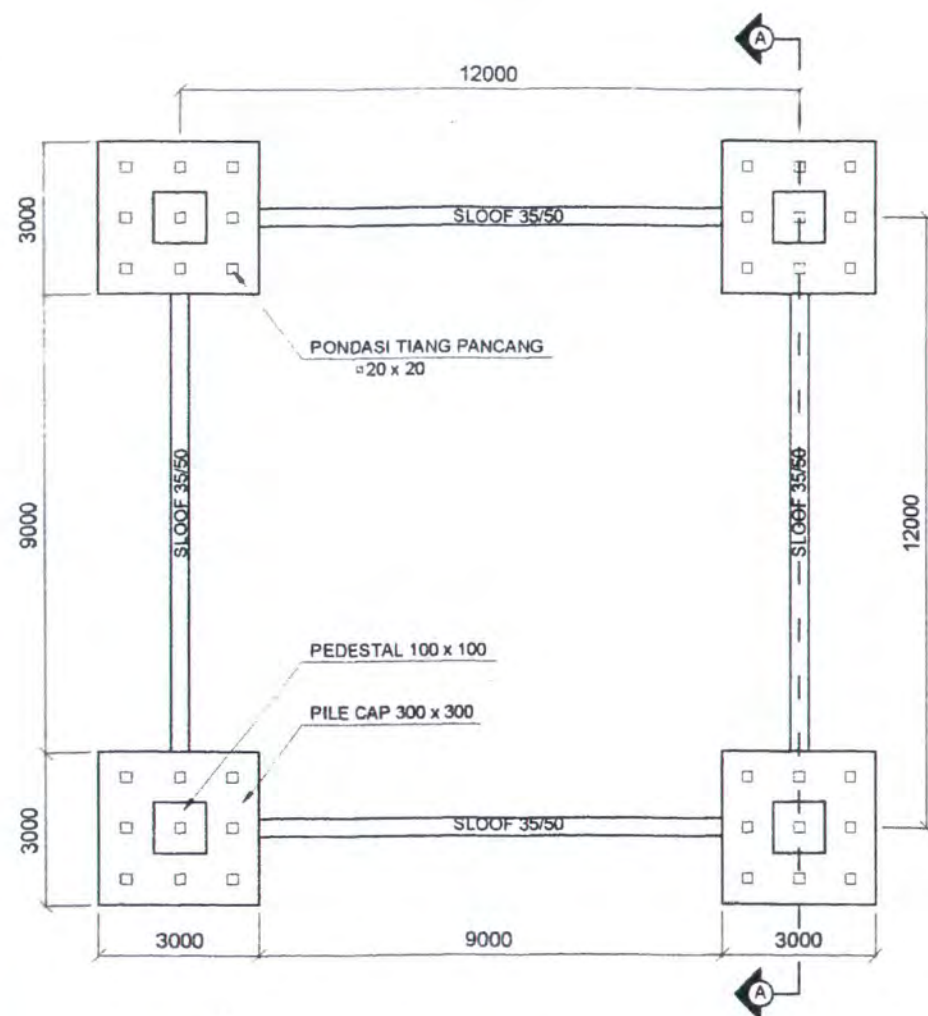 A
12000
3000
SLOOF 35/50
PONDASI TIANG PANCANG
20 x 20
9000
SLOOF 35/50
SLOOF 35/50
12000
PEDESTAL 100 x 100
PILE CAP 300 x 300
3000
SLOOF 35/50
3000
9000
3000
A